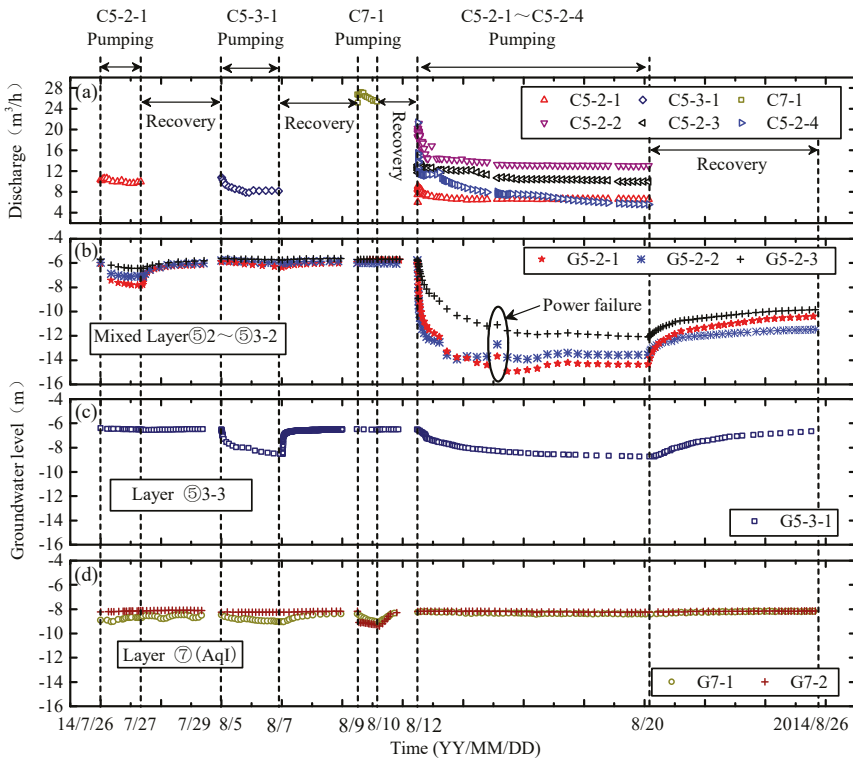 C5-2-1 C5-3-1 C7-1 C5-2-1~C5-2-4
Pumping Pumping Pumping Pumping
(a)
28
24
20
16
12
8
4
Discharge (m³/h)
Recovery
Recovery
Recovery
Recovery
C5-2-1 C5-3-1 C7-1
C5-2-2 C5-2-3 C5-2-4
(b)
-4
-6
-8
-10
-12
-14
-16
G5-2-1 G5-2-2 G5-2-3
Power failure
Mixed Layer⑤2~⑤3-2
Groundwater level (m)
(c)
-4
-6
-8
-10
-12
-14
-16
Layer ⑤3-3
G5-3-1
(d)
-4
-6
-8
-10
-12
-14
-16
Layer ⑦(AqI)
G7-1 G7-2
14/7/26 7/27 7/29 8/5 8/7 8/9 8/10 8/12 8/20 2014/8/26
Time (YY/MM/DD)